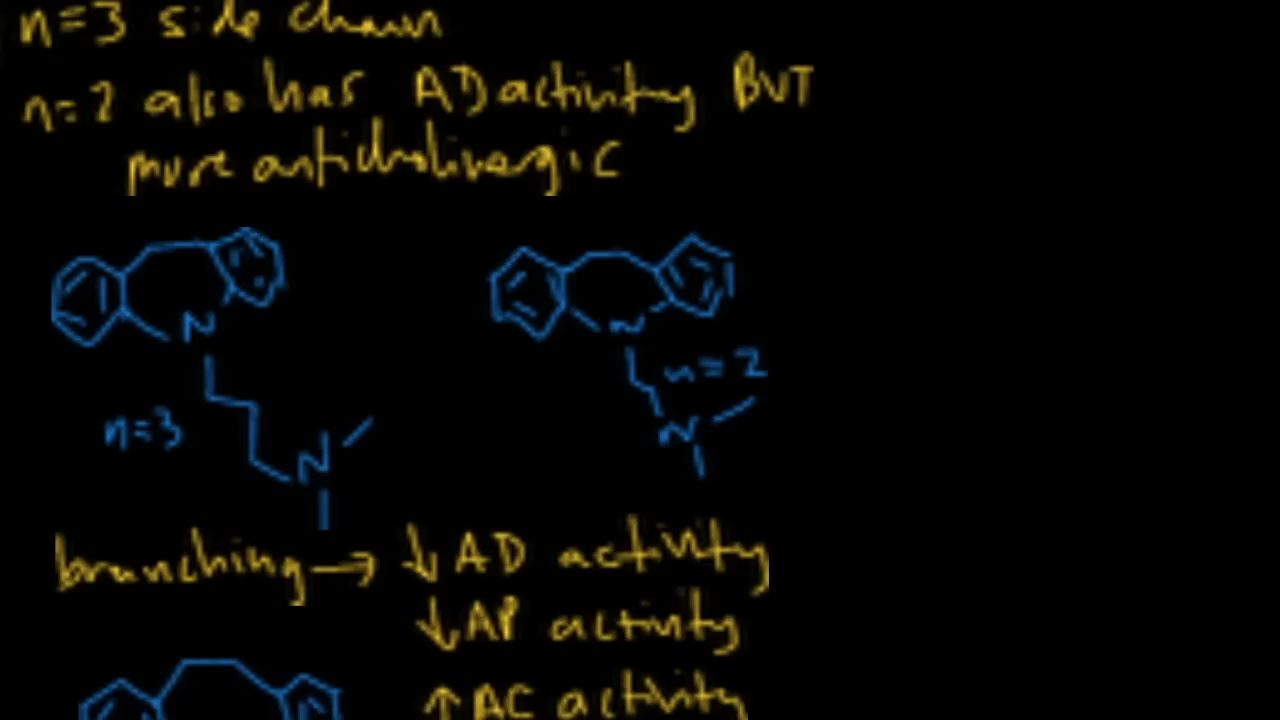 n=3 side chain
n=2 also has AD activity BUT
more anticholinergic
N
N
n=2
n=3
N
N
branching → ↓ AD activity
↓ AP activity
↑ AC activity